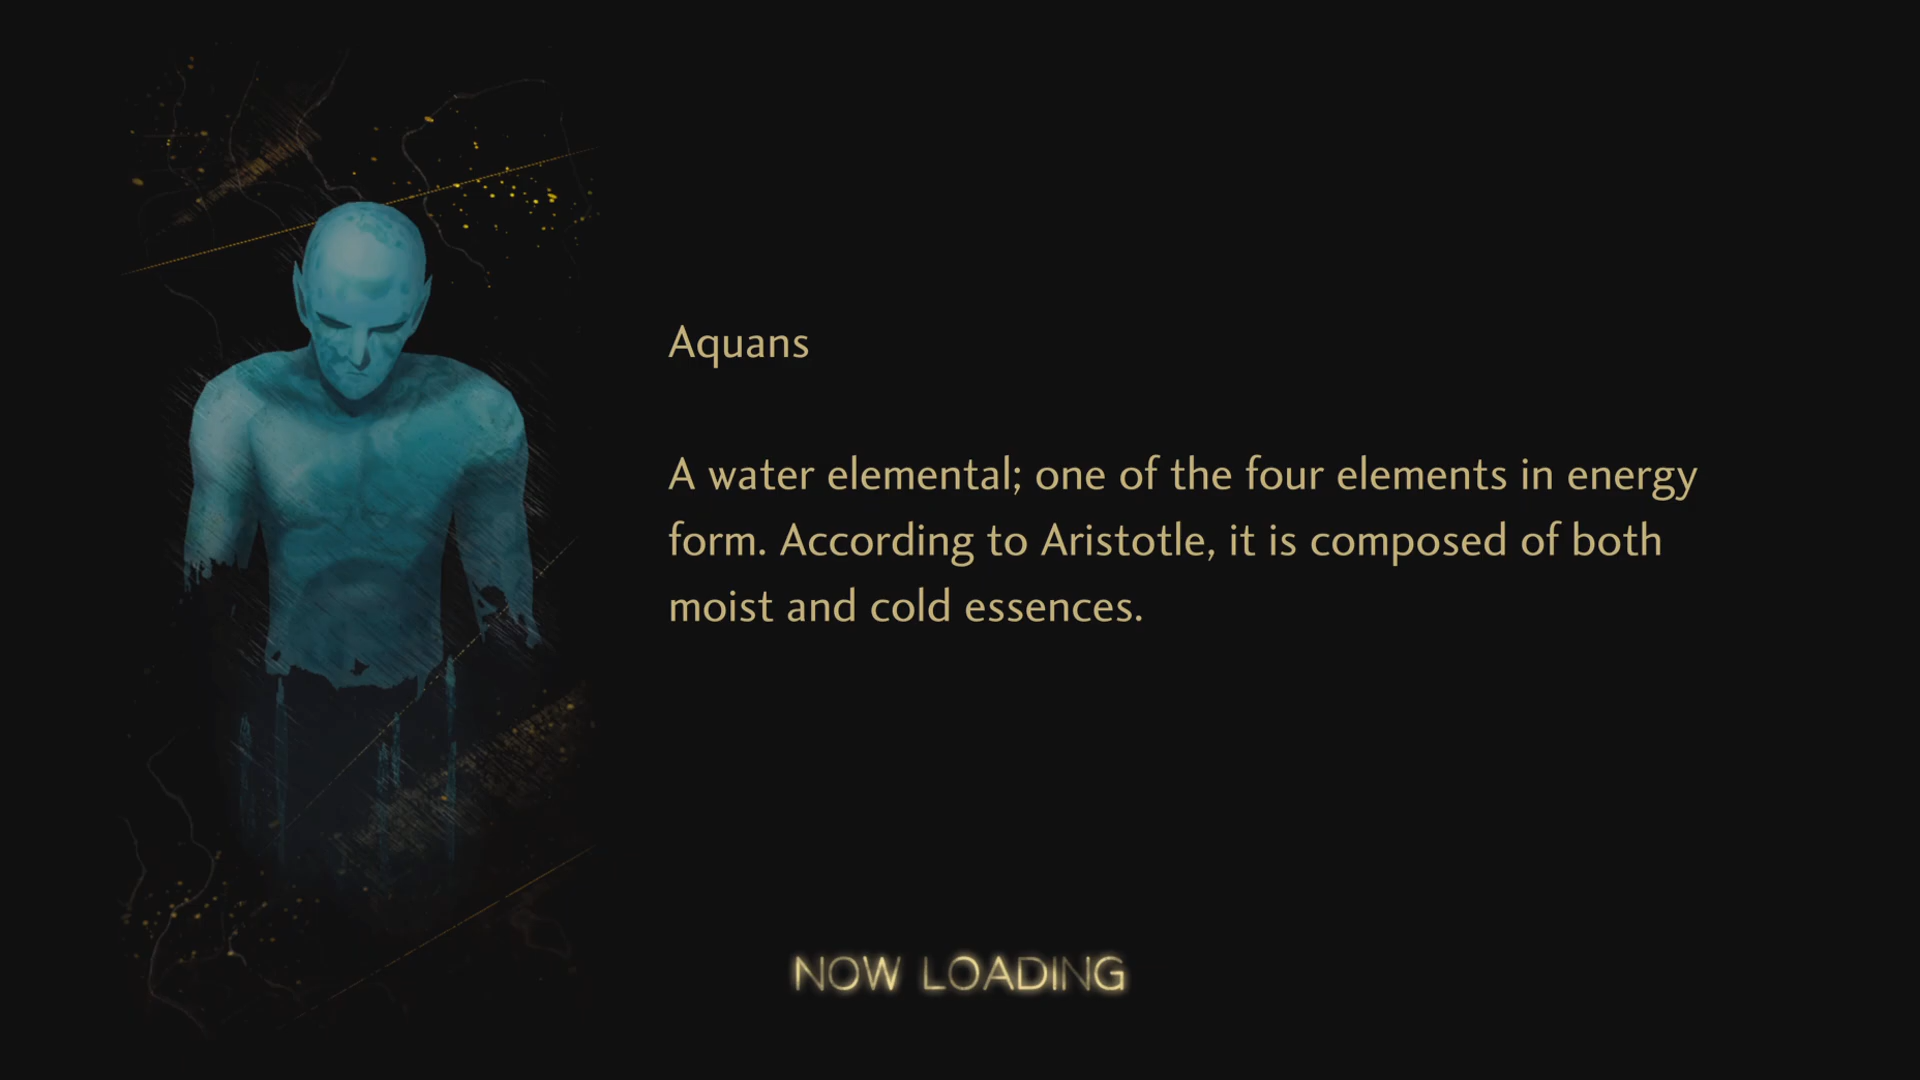 Aquans
A water elemental; one of the four elements in energy
form. According to Aristotle, it is composed of both
moist and cold essences.
NOW LOADING